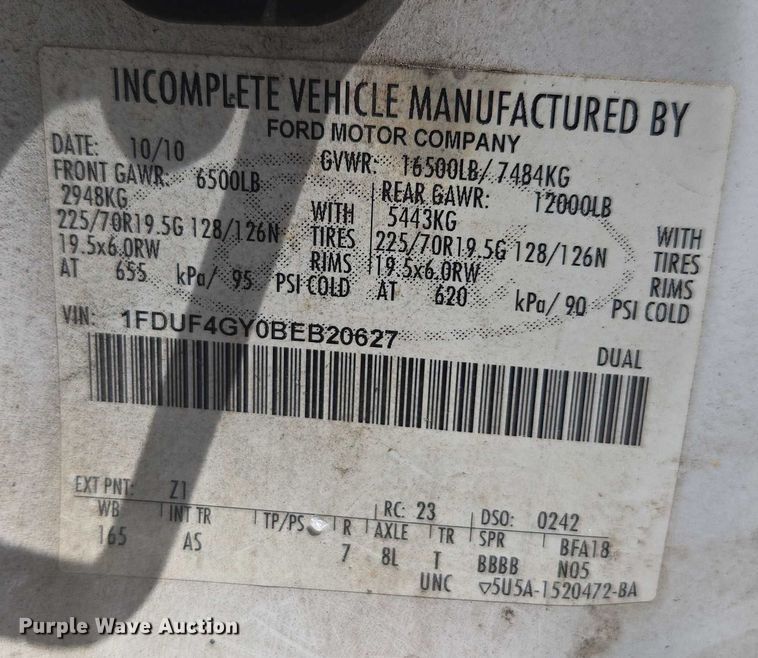 INCOMPLETE VEHICLE MANUFACTURED BY
FORD MOTOR COMPANY
DATE: 10/10 GVWR: 16500LB/ 7484KG
FRONT GAWR: 6500LB REAR GAWR: 12000LB
2948KG WITH 5443KG WITH
225/70R19.5G 128/126N TIRES 225/70R19.5G 128/126N TIRES
19.5x6.0RW RIMS 19.5x6.0RW RIMS
AT 655 kPa/ 95 PSI COLD AT 620 kPa/ 90 PSI COLD
VIN: 1FDUF4GY0BEB20627
DUAL
EXT PNT: Z1 RC: 23 DSO: 0242
WB INT TR TP/PS R AXLE TR SPR BFA18
165 AS 7 8L T BBBB N05
UNC ▽5U5A-1520472-BA
Purple Wave Auction